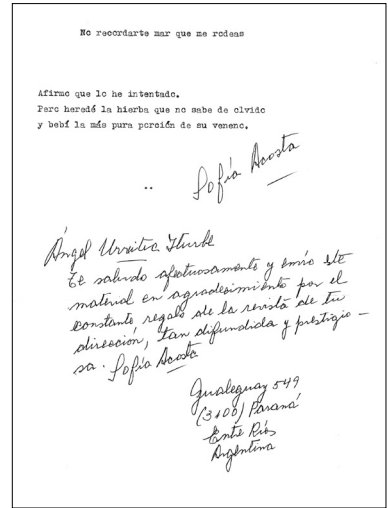 No recordarte mar que me rodeas
Afirmo que lo he intentado.
Pero heredé la hierba que no sabe de olvido
y bebí la más pura porción de su veneno.
Sofía Acosta
..
Ángel Urrutia Iturbe
Te saludo afectuosamente y envío este
material en agradecimiento por el
constante, regalo de la revista de tu
dirección, tan difundida y prestigio-
sa. Sofía Acosta
Gualeguay 549
(3100) Paraná
Entre Ríos
Argentina